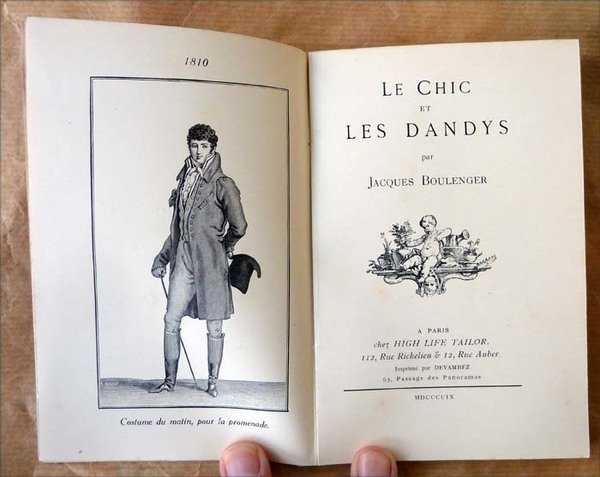 1810
Costume du matin, pour la promenade.
LE CHIC
ET
LES DANDYS
par
JACQUES BOULENGER
A PARIS
chez HIGH LIFE TAILOR,
112, Rue Richelieu & 12, Rue Auber.
Imprimé par DEVAMBEZ
63, Passage des Panoramas
MDCCCCIX